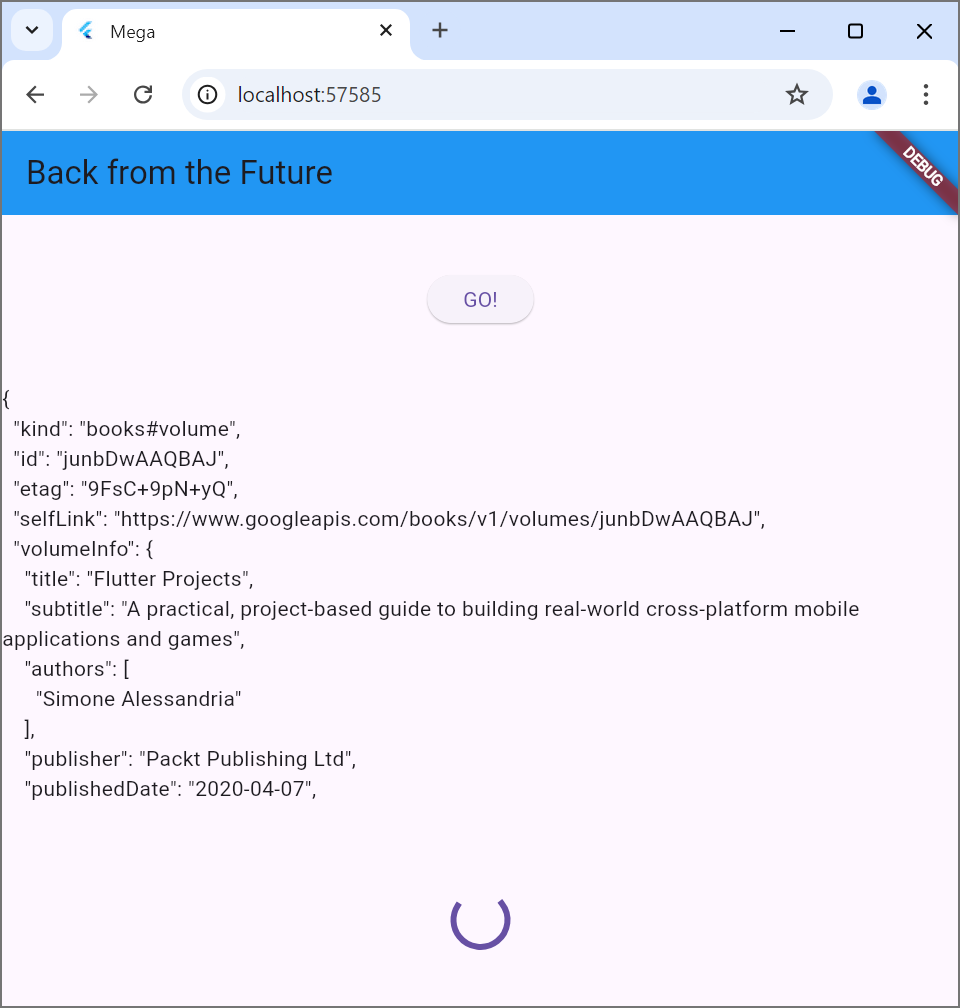 Mega
localhost:57585
Back from the Future
DEBUG
GO!
{
"kind": "books#volume",
"id": "junbDwAAQBAJ",
"etag": "9FsC+9pN+yQ",
"selfLink": "https://www.googleapis.com/books/v1/volumes/junbDwAAQBAJ",
"volumeInfo": {
"title": "Flutter Projects",
"subtitle": "A practical, project-based guide to building real-world cross-platform mobile
applications and games",
"authors": [
"Simone Alessandria"
],
"publisher": "Packt Publishing Ltd",
"publishedDate": "2020-04-07",